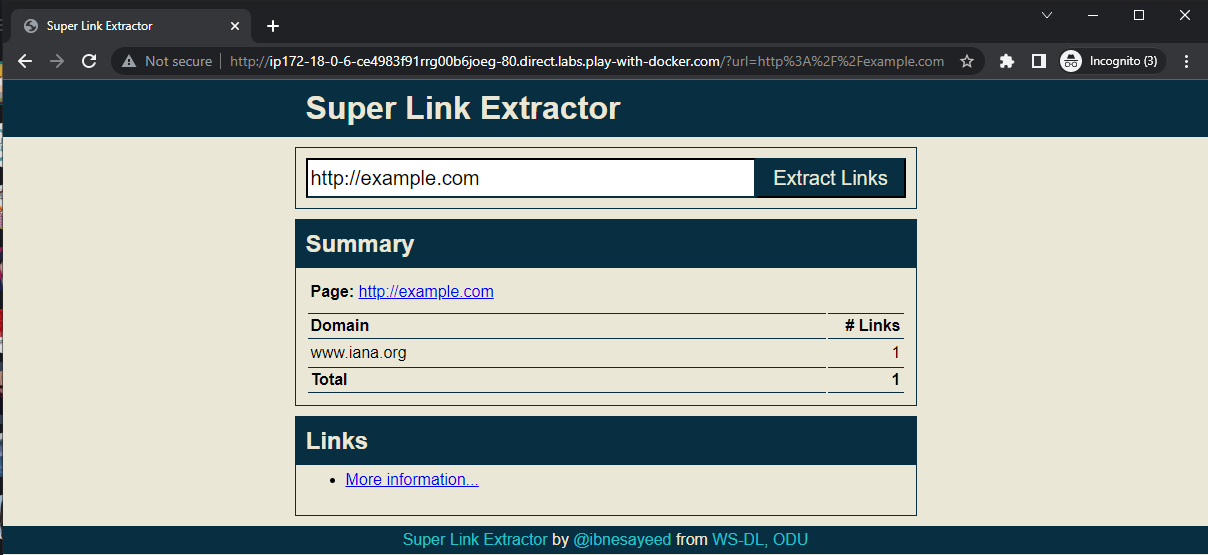 Super Link Extractor
Not secure | http://ip172-18-0-6-ce4983f91rrg00b6joeg-80.direct.labs.play-with-docker.com/?url=http%3A%2F%2Fexample.com Incognito (3)
Super Link Extractor
http://example.com Extract Links
Summary
Page: http://example.com
Domain # Links
www.iana.org 1
Total 1
Links
More information...
Super Link Extractor by @ibnesayeed from WS-DL, ODU